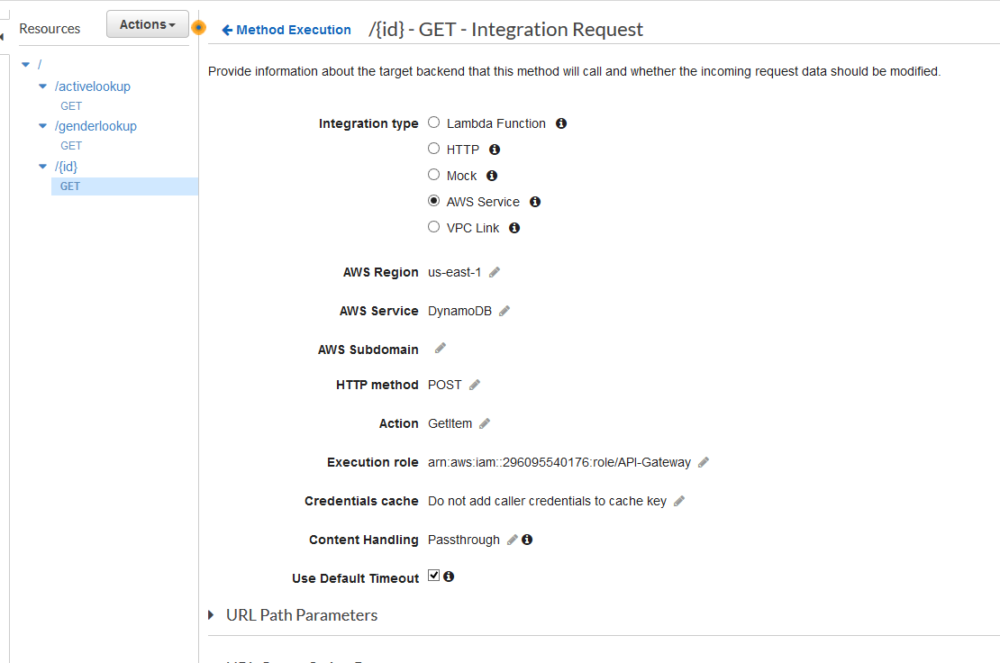 Resources
Actions
Method Execution
/{id} - GET - Integration Request
/
/activelookup
GET
/genderlookup
GET
/{id}
GET
Provide information about the target backend that this method will call and whether the incoming request data should be modified.
Integration type
Lambda Function
HTTP
Mock
AWS Service
VPC Link
AWS Region us-east-1
AWS Service DynamoDB
AWS Subdomain
HTTP method POST
Action GetItem
Execution role arn:aws:iam::296095540176:role/API-Gateway
Credentials cache Do not add caller credentials to cache key
Content Handling Passthrough
Use Default Timeout
URL Path Parameters